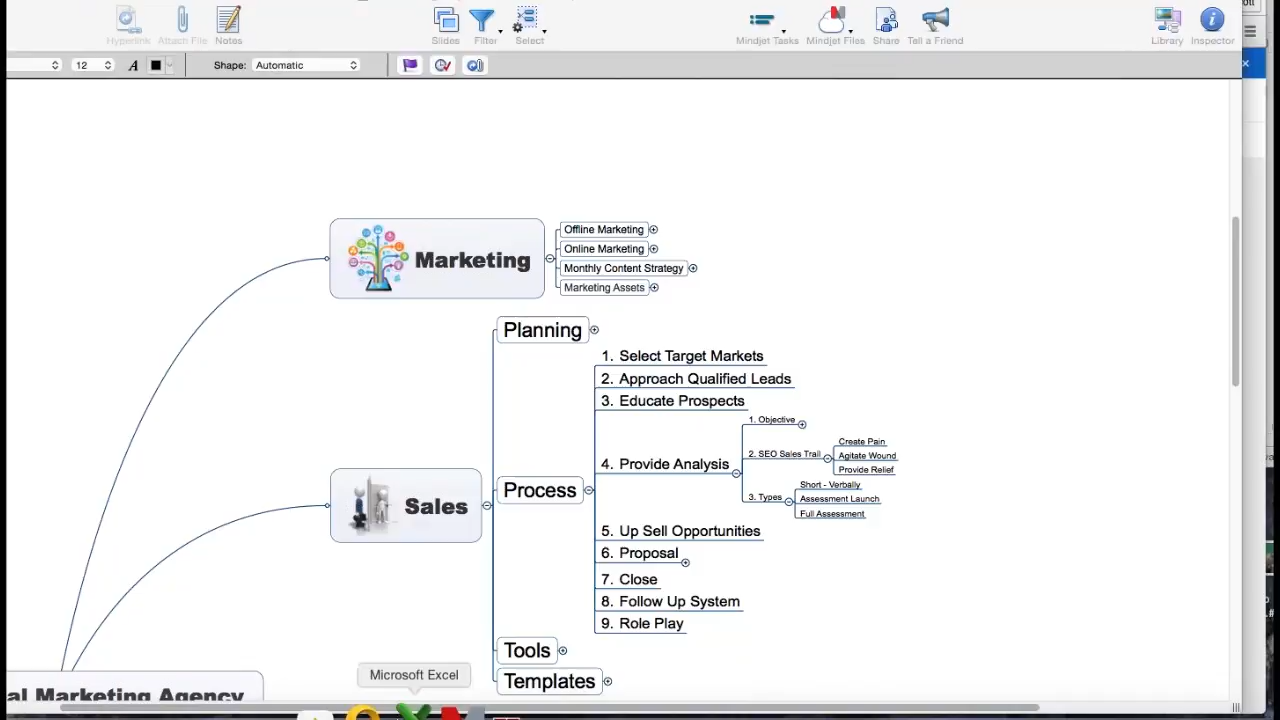 Hyperlink
Attach File
Notes
Slides
Filter
Select
Mindjet Tasks
Mindjet Files
Share
Tell a Friend
Library
Inspector
12
A
Shape:
Automatic
Marketing
Offline Marketing
Online Marketing
Monthly Content Strategy
Marketing Assets
Sales
Planning
Process
1. Select Target Markets
2. Approach Qualified Leads
3. Educate Prospects
4. Provide Analysis
1. Objective
2. SEO Sales Trail
Create Pain
Agitate Wound
Provide Relief
3. Types
Short - Verbally
Assessment Launch
Full Assessment
5. Up Sell Opportunities
6. Proposal
7. Close
8. Follow Up System
9. Role Play
Tools
Templates
Microsoft Excel
al Marketing Agency